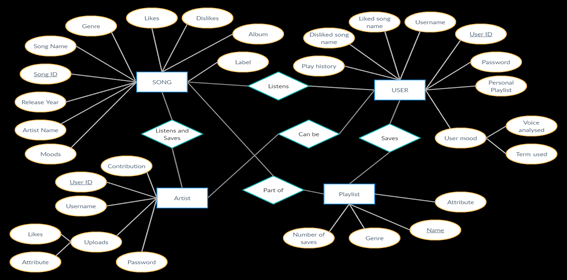 Likes
Dislikes
Genre
Album
Song Name
Label
Song ID
SONG
Release Year
Artist Name
Moods
Listens
Liked song
name
Username
Disliked song
name
User ID
Play history
Password
USER
Personal
Playlist
Voice
analysed
User mood
Term used
Listens and
Saves
Can be
Saves
Contribution
User ID
Artist
Username
Part of
Playlist
Attribute
Likes
Uploads
Name
Number of
saves
Genre
Attribute
Password